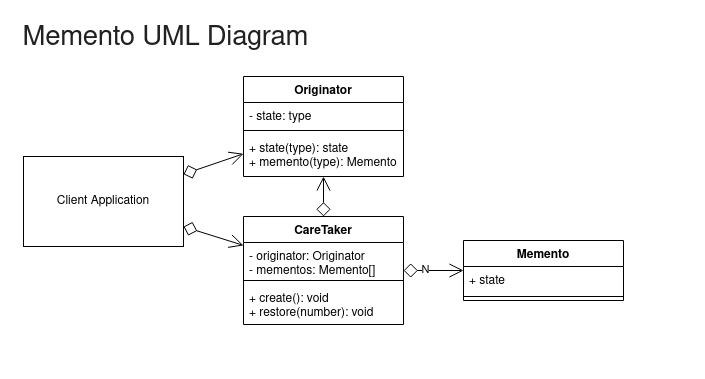 Memento UML Diagram
Originator
- state: type
+ state(type): state
+ memento(type): Memento
Client Application
CareTaker
- originator: Originator
- mementos: Memento[]
+ create(): void
+ restore(number): void
N
Memento
+ state